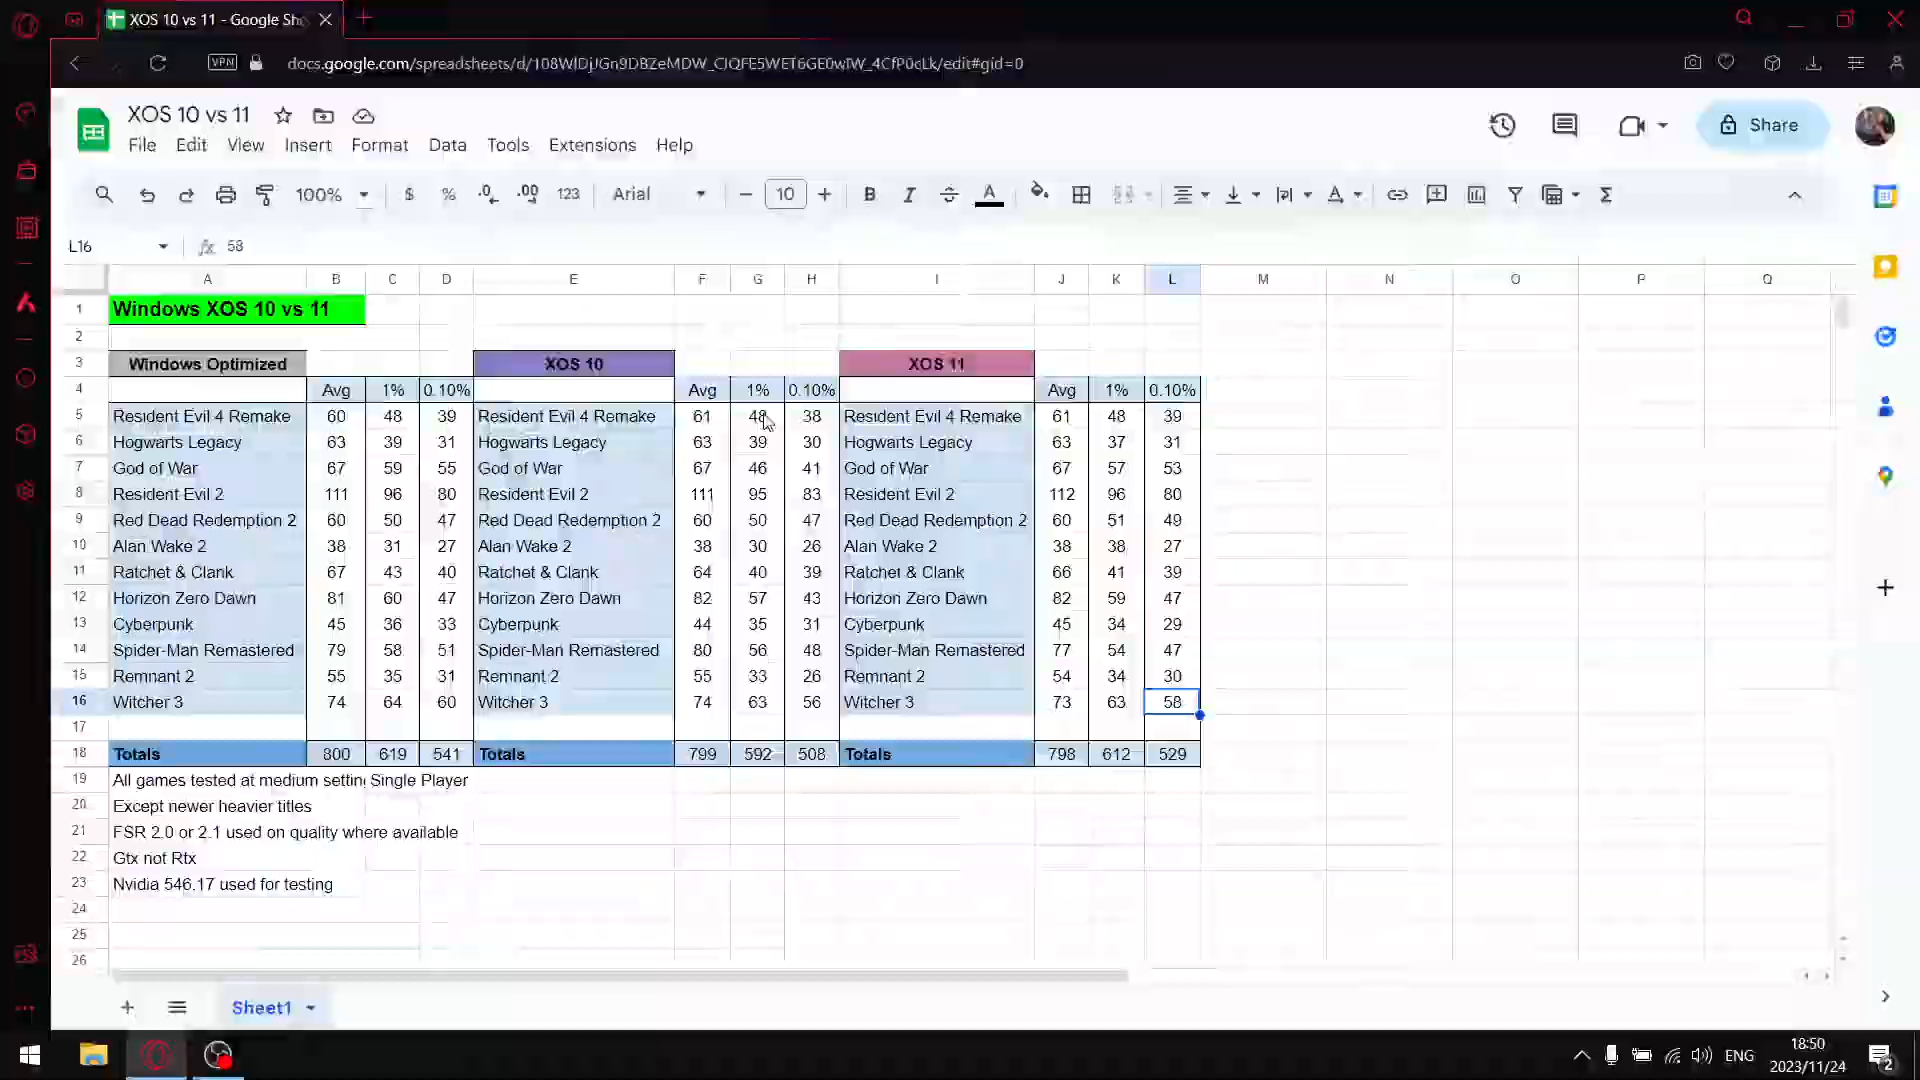 XOS 10 vs 11 - Google She
VPN
XOS 10 vs 11
File Edit View Insert Format Data Tools Extensions Help
Share
100% $ % .0 .00 123 Arial 10 B I A
L16 fx 58
A B C D E F G H I J K L M N O P Q
1 Windows XOS 10 vs 11
2
3 Windows Optimized XOS 10 XOS 11
4 Avg 1% 0.10% Avg 1% 0.10% Avg 1% 0.10%
5 Resident Evil 4 Remake 60 48 39 Resident Evil 4 Remake 61 48 38 Resident Evil 4 Remake 61 48 39
6 Hogwarts Legacy 63 39 31 Hogwarts Legacy 63 39 30 Hogwarts Legacy 63 37 31
7 God of War 67 59 55 God of War 67 46 41 God of War 67 57 53
8 Resident Evil 2 111 96 80 Resident Evil 2 111 95 83 Resident Evil 2 112 96 80
9 Red Dead Redemption 2 60 50 47 Red Dead Redemption 2 60 50 47 Red Dead Redemption 2 60 51 49
10 Alan Wake 2 38 31 27 Alan Wake 2 38 30 26 Alan Wake 2 38 38 27
11 Ratchet & Clank 67 43 40 Ratchet & Clank 64 40 39 Ratchet & Clank 66 41 39
12 Horizon Zero Dawn 81 60 47 Horizon Zero Dawn 82 57 43 Horizon Zero Dawn 82 59 47
13 Cyberpunk 45 36 33 Cyberpunk 44 35 31 Cyberpunk 45 34 29
14 Spider-Man Remastered 79 58 51 Spider-Man Remastered 80 56 48 Spider-Man Remastered 77 54 47
15 Remnant 2 55 35 31 Remnant 2 55 33 26 Remnant 2 54 34 30
16 Witcher 3 74 64 60 Witcher 3 74 63 56 Witcher 3 73 63 58
17
18 Totals 800 619 541 Totals 799 592 508 Totals 798 612 529
19 All games tested at medium settin Single Player
20 Except newer heavier titles
21 FSR 2.0 or 2.1 used on quality where available
22 Gtx not Rtx
23 Nvidia 546.17 used for testing
24
25
26
Sheet1
ENG
18:50
2023/11/24
2